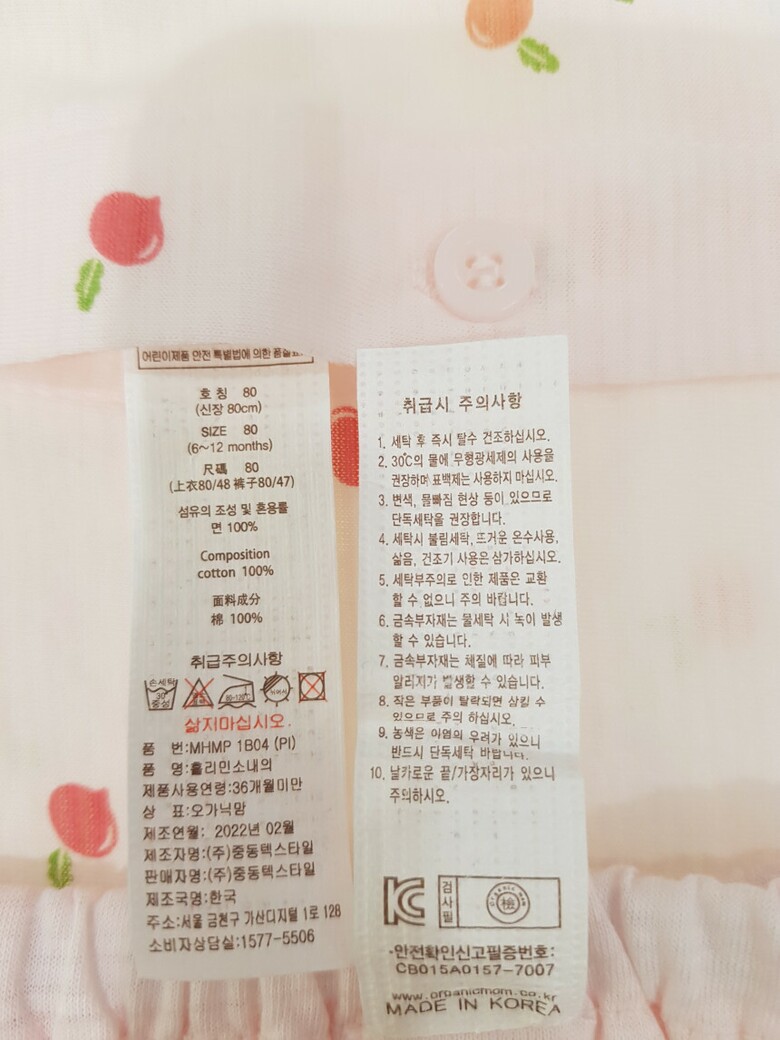 어린이제품 안전 특별법에 의한
호 칭 80
(신장 80cm)
SIZE 80
(6~12 months)
尺碼 80
(上衣80/48 裤子80/47)
섬유의 조성 및 혼용률
면 100%
Composition
cotton 100%
面料成分
棉 100%
취급주의사항
손세탁
30
중성
80~120℃
삶지마십시오.
품 번:MHMP 1B04 (PI)
품 명:홀리민소내의
제품사용연령:36개월미만
상 표:오가닉맘
제조연월: 2022년 02월
제조자명:(주)중동텍스타일
판매자명:(주)중동텍스타일
제조국명:한국
주소:서울 금천구 가산디지털 1로 128
소비자상담실:1577-5506
취급시 주의사항
1. 세탁 후 즉시 탈수 건조하십시오.
2. 30℃의 물에 무형광세제의 사용을
권장하며 표백제는 사용하지 마십시오.
3. 변색, 물빠짐 현상 등이 있으므로
단독세탁을 권장합니다.
4. 세탁시 불림세탁, 뜨거운 온수사용,
삶음, 건조기 사용은 삼가하십시오.
5. 세탁부주의로 인한 제품은 교환
할 수 없으니 주의 바랍니다.
6. 금속부자재는 물세탁 시 녹이 발생
할 수 있습니다.
7. 금속부자재는 체질에 따라 피부
알러지가 발생할 수 있습니다.
8. 작은 부품이 탈락되면 삼킬 수
있으므로 주의 하십시오.
9. 농색은 이염의 우려가 있으니
반드시 단독세탁 바랍니다.
10. 날카로운 끝/가장자리가 있으니
주의하시오.
KC
검사필
檢
·안전확인신고필증번호:
CB015A0157-7007
www.organicmom.co.kr
MADE IN KOREA